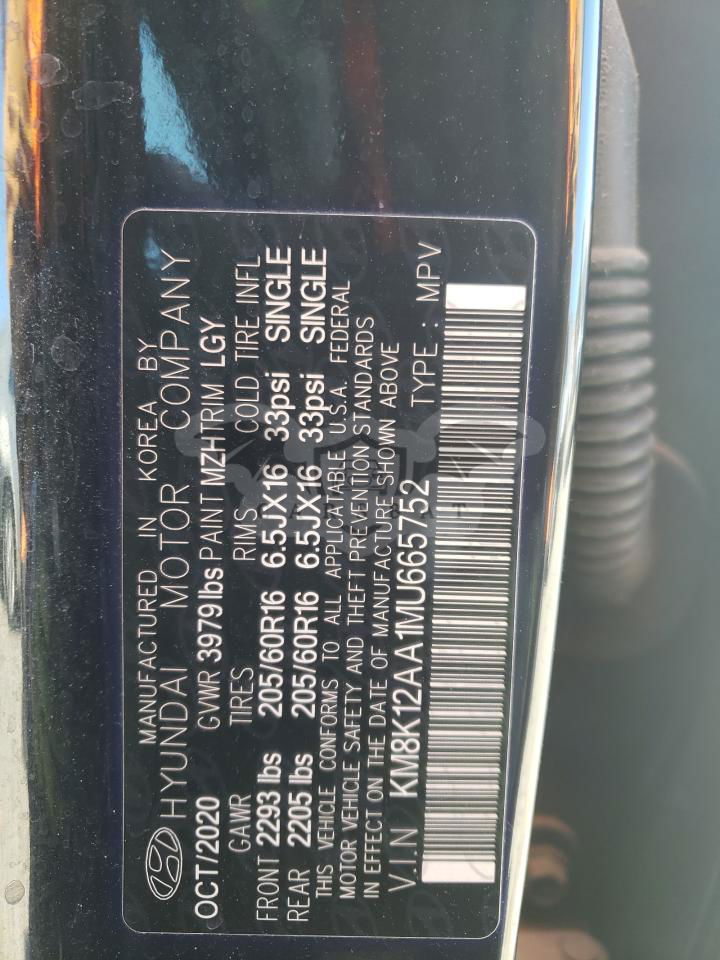 MANUFACTURED IN KOREA BY
HYUNDAI MOTOR COMPANY
OCT/2020 GVWR 3979lbs PAINT MZH TRIM LGY
GAWR TIRES RIMS COLD TIRE INFL
FRONT 2293 lbs 205/60R16 6.5JX16 33psi SINGLE
REAR 2205 lbs 205/60R16 6.5JX16 33psi SINGLE
THIS VEHICLE CONFORMS TO ALL APPLICATABLE U.S.A. FEDERAL
MOTOR VEHICLE SAFETY AND THEFT PREVENTION STANDARDS
IN EFFECT ON THE DATE OF MANUFACTURE SHOWN ABOVE
V.I.N KM8K12AA1MU665752 TYPE : MPV